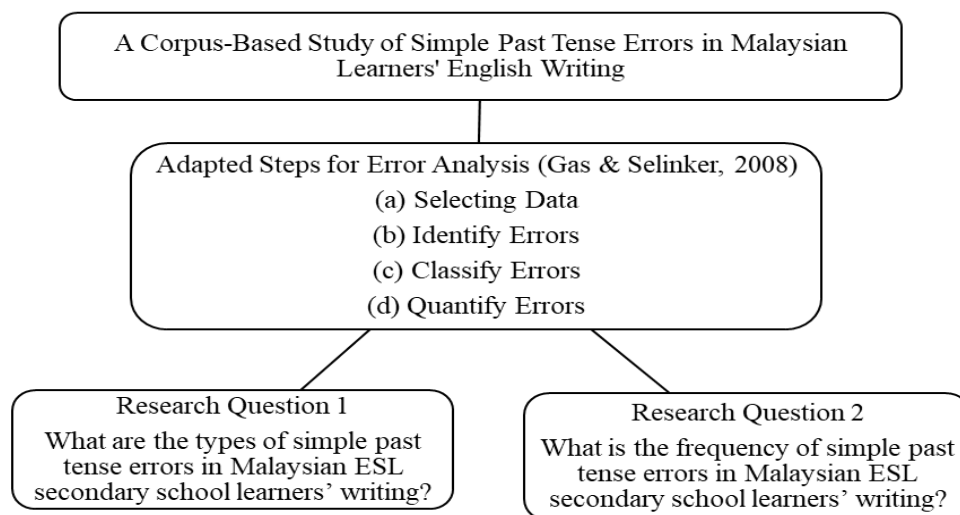 A Corpus-Based Study of Simple Past Tense Errors in Malaysian
Learners' English Writing
Adapted Steps for Error Analysis (Gas & Selinker, 2008)
(a) Selecting Data
(b) Identify Errors
(c) Classify Errors
(d) Quantify Errors
Research Question 1
What are the types of simple past
tense errors in Malaysian ESL
secondary school learners’ writing?
Research Question 2
What is the frequency of simple past
tense errors in Malaysian ESL
secondary school learners’ writing?